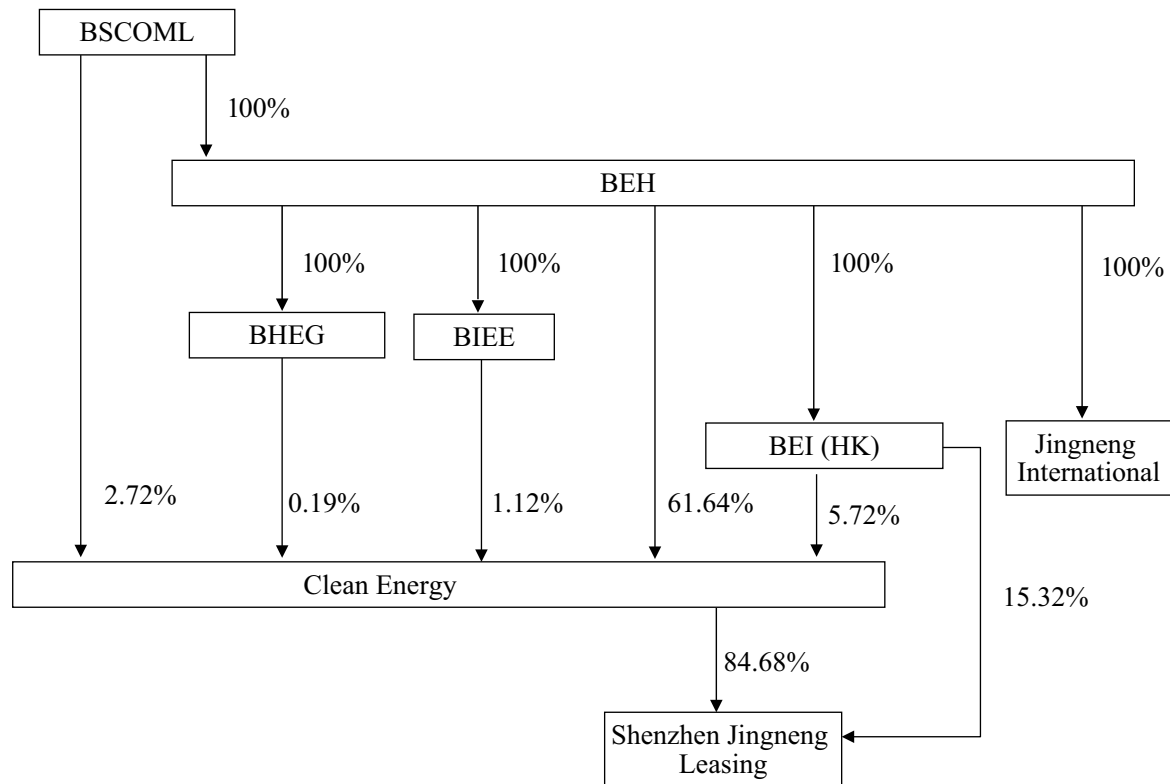 BSCOML
100%
BEH
100%
100%
100%
100%
BHEG
BIEE
BEI (HK)
Jingneng
International
2.72%
0.19%
1.12%
61.64%
5.72%
Clean Energy
15.32%
84.68%
Shenzhen Jingneng
Leasing